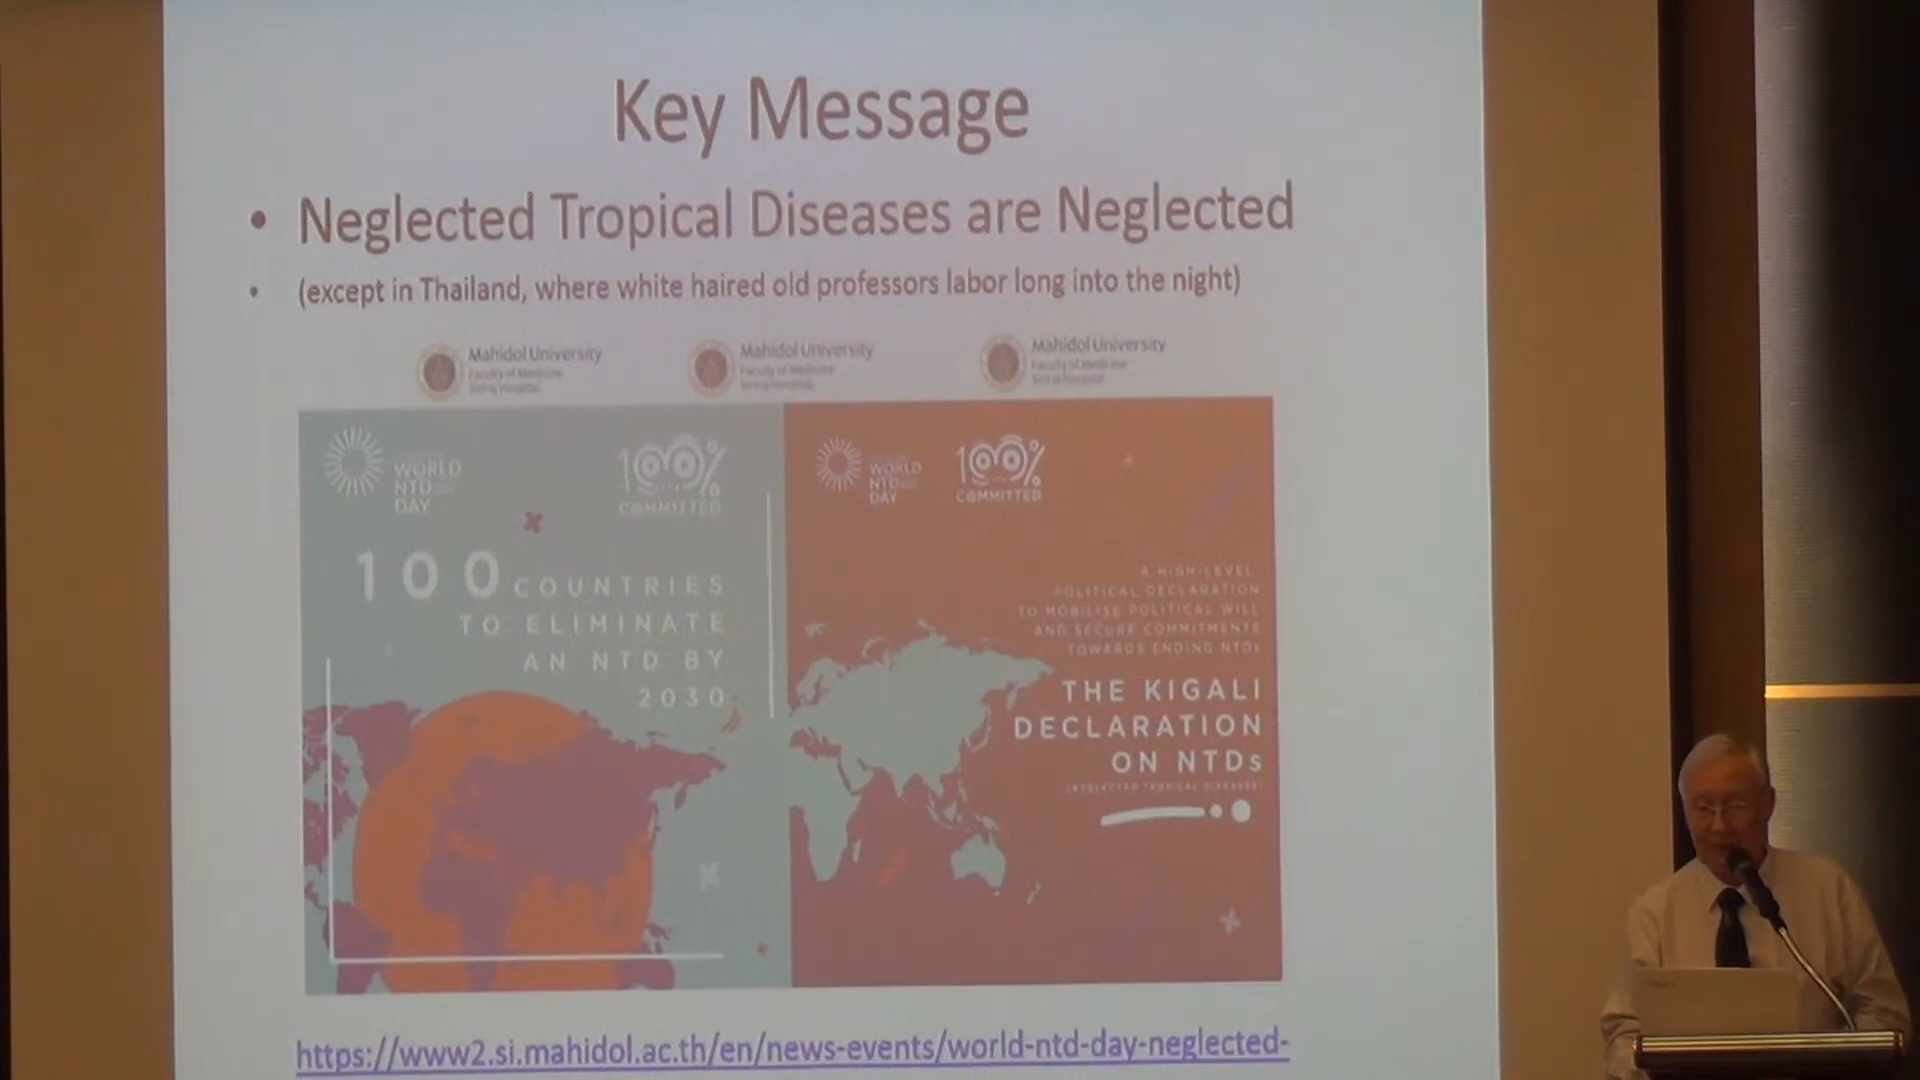 Key Message
• Neglected Tropical Diseases are Neglected
• (except in Thailand, where white haired old professors labor long into the night)
Mahidol University
Faculty of Medicine
Siriraj Hospital
Mahidol University
Faculty of Medicine
Siriraj Hospital
Mahidol University
Faculty of Medicine
Siriraj Hospital
WORLD
NTD
DAY
100%
COMMITTED
100 COUNTRIES
TO ELIMINATE
AN NTD BY
2030
WORLD
NTD
DAY
100%
COMMITTED
A HIGH-LEVEL
POLITICAL DECLARATION
TO MOBILISE POLITICAL WILL
AND SECURE COMMITMENTS
TOWARDS ENDING NTDs
THE KIGALI
DECLARATION
ON NTDs
(NEGLECTED TROPICAL DISEASES)
https://www2.si.mahidol.ac.th/en/news-events/world-ntd-day-neglected-